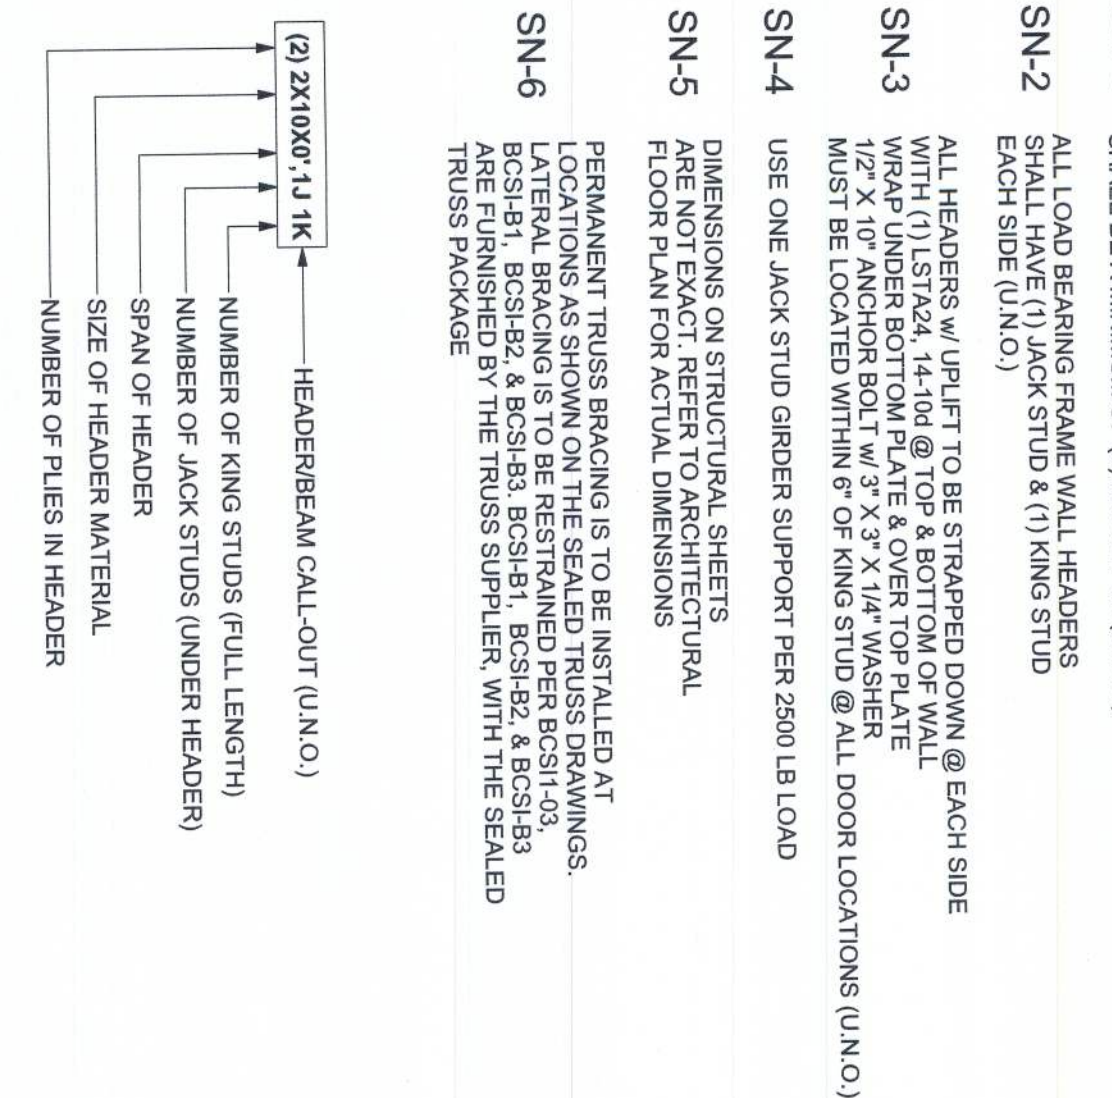 SN-2
ALL LOAD BEARING FRAME WALL HEADERS
SHALL HAVE (1) JACK STUD & (1) KING STUD
EACH SIDE (U.N.O.)
SN-3
ALL HEADERS w/ UPLIFT TO BE STRAPPED DOWN @ EACH SIDE
WITH (1) LSTA24, 14-10d @ TOP & BOTTOM OF WALL
WRAP UNDER BOTTOM PLATE & OVER TOP PLATE
1/2" X 10" ANCHOR BOLT w/ 3" X 3" X 1/4" WASHER
MUST BE LOCATED WITHIN 6" OF KING STUD @ ALL DOOR LOCATIONS (U.N.O.)
SN-4
USE ONE JACK STUD GIRDER SUPPORT PER 2500 LB LOAD
SN-5
DIMENSIONS ON STRUCTURAL SHEETS
ARE NOT EXACT. REFER TO ARCHITECTURAL
FLOOR PLAN FOR ACTUAL DIMENSIONS
SN-6
PERMANENT TRUSS BRACING IS TO BE INSTALLED AT
LOCATIONS AS SHOWN ON THE SEALED TRUSS DRAWINGS.
LATERAL BRACING IS TO BE RESTRAINED PER BCSI1-03,
BCSI-B1, BCSI-B2, & BCSI-B3. BCSI-B1, BCSI-B2, & BCSI-B3
ARE FURNISHED BY THE TRUSS SUPPLIER, WITH THE SEALED
TRUSS PACKAGE
HEADER/BEAM CALL-OUT (U.N.O.)
(2) 2X10X0',1J 1K
NUMBER OF KING STUDS (FULL LENGTH)
NUMBER OF JACK STUDS (UNDER HEADER)
SPAN OF HEADER
SIZE OF HEADER MATERIAL
NUMBER OF PLIES IN HEADER